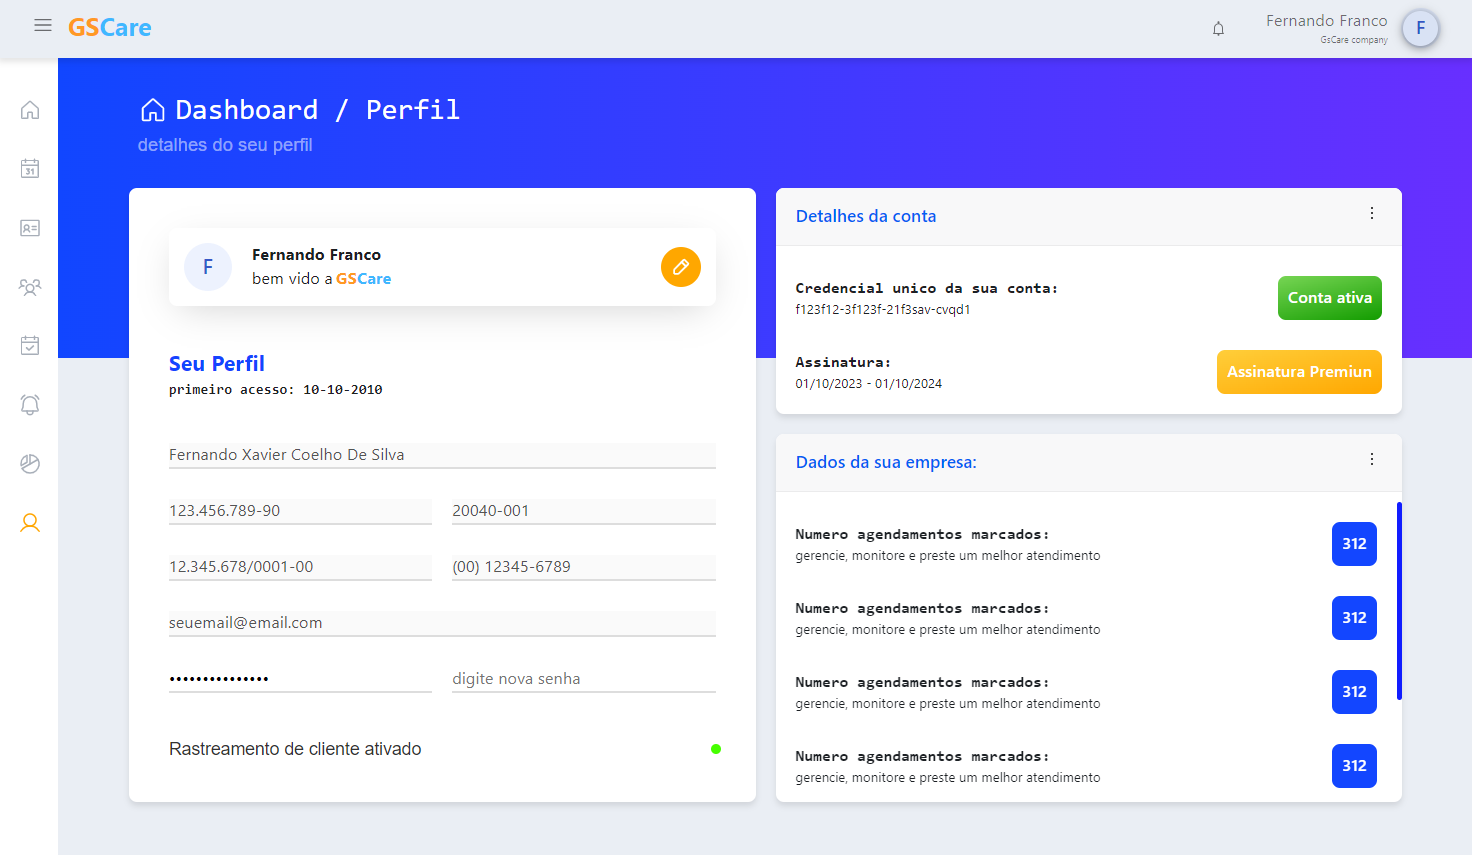 GSCare
Fernando Franco
GsCare company
F
Dashboard / Perfil
detalhes do seu perfil
31
F
Fernando Franco
bem vido a GSCare
Seu Perfil
primeiro acesso: 10-10-2010
Fernando Xavier Coelho De Silva
123.456.789-90
20040-001
12.345.678/0001-00
(00) 12345-6789
seuemail@email.com
•••••••••••••••
digite nova senha
Rastreamento de cliente ativado
Detalhes da conta
Credencial unico da sua conta:
f123f12-3f123f-21f3sav-cvqd1
Conta ativa
Assinatura:
01/10/2023 - 01/10/2024
Assinatura Premiun
Dados da sua empresa:
Numero agendamentos marcados:
gerencie, monitore e preste um melhor atendimento
312
Numero agendamentos marcados:
gerencie, monitore e preste um melhor atendimento
312
Numero agendamentos marcados:
gerencie, monitore e preste um melhor atendimento
312
Numero agendamentos marcados:
gerencie, monitore e preste um melhor atendimento
312